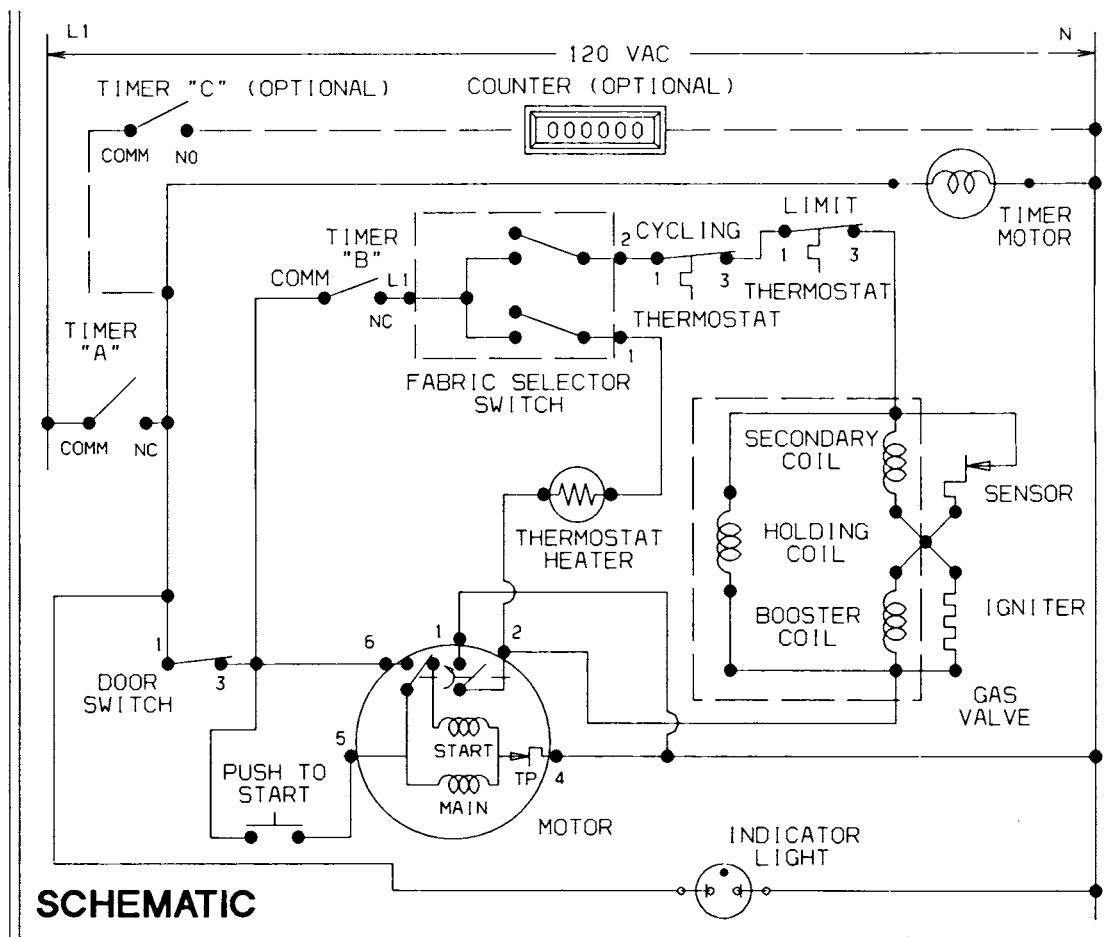 L1
N
120 VAC
TIMER "C" (OPTIONAL)
COUNTER (OPTIONAL)
000000
COMM
NO
TIMER
MOTOR
LIMIT
1
3
THERMOSTAT
CYCLING
2
1
3
THERMOSTAT
TIMER
"B"
COMM
L1
NC
1
FABRIC SELECTOR
SWITCH
TIMER
"A"
COMM
NC
SECONDARY
COIL
SENSOR
HOLDING
COIL
BOOSTER
COIL
IGNITER
GAS
VALVE
THERMOSTAT
HEATER
1
3
DOOR
SWITCH
6
1
2
5
START
MAIN
TP
4
MOTOR
PUSH TO
START
INDICATOR
LIGHT
SCHEMATIC